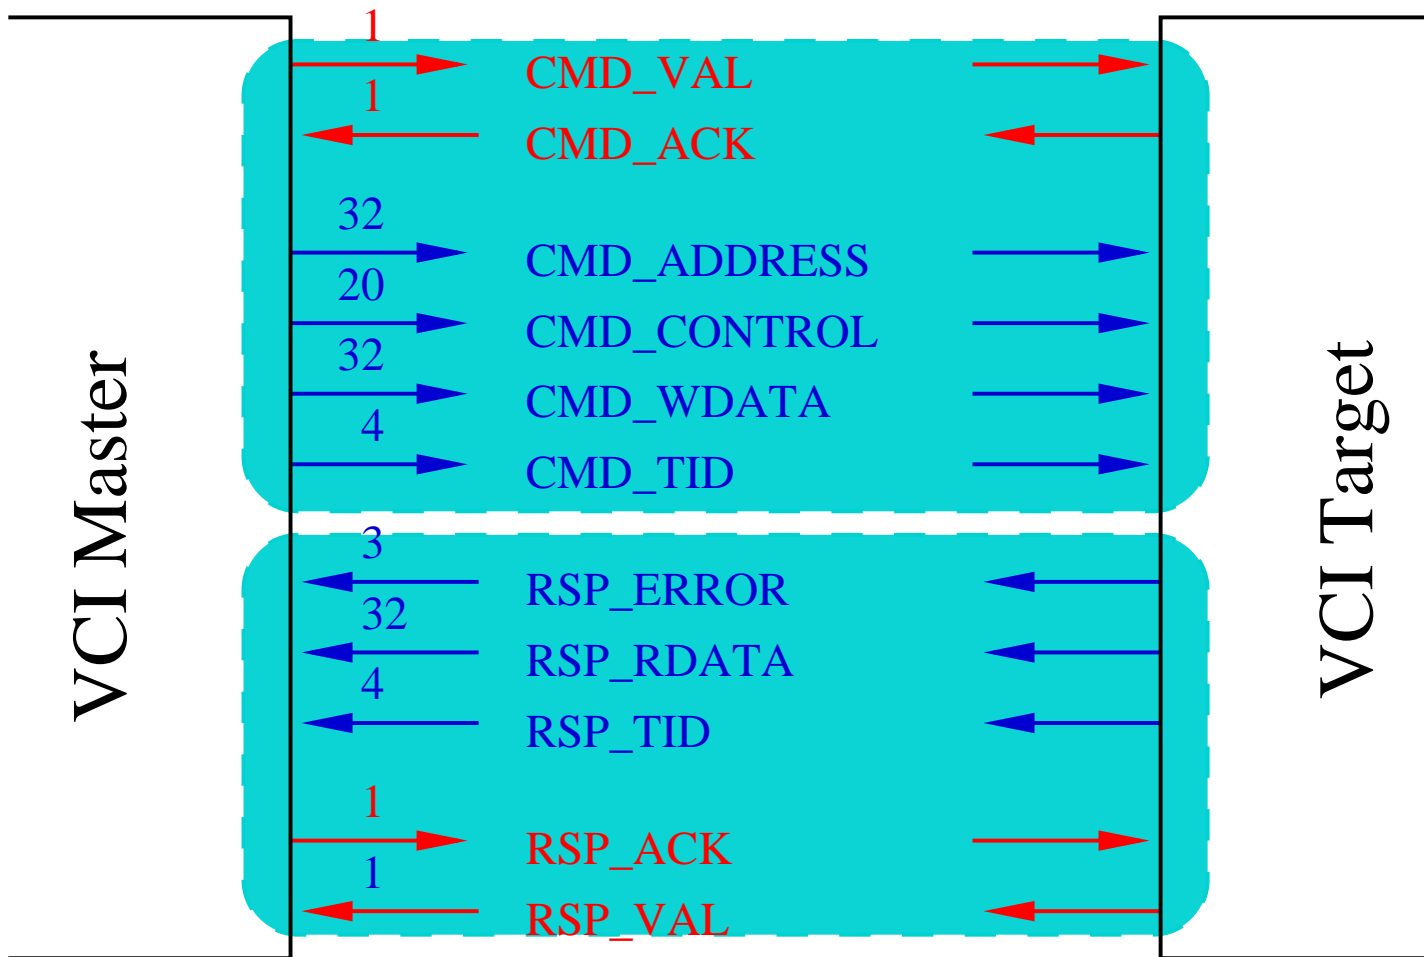 VCI Master
1
CMD_VAL
1
CMD_ACK
32
CMD_ADDRESS
20
CMD_CONTROL
32
CMD_WDATA
4
CMD_TID
3
RSP_ERROR
32
RSP_RDATA
4
RSP_TID
1
RSP_ACK
1
RSP_VAL
VCI Target